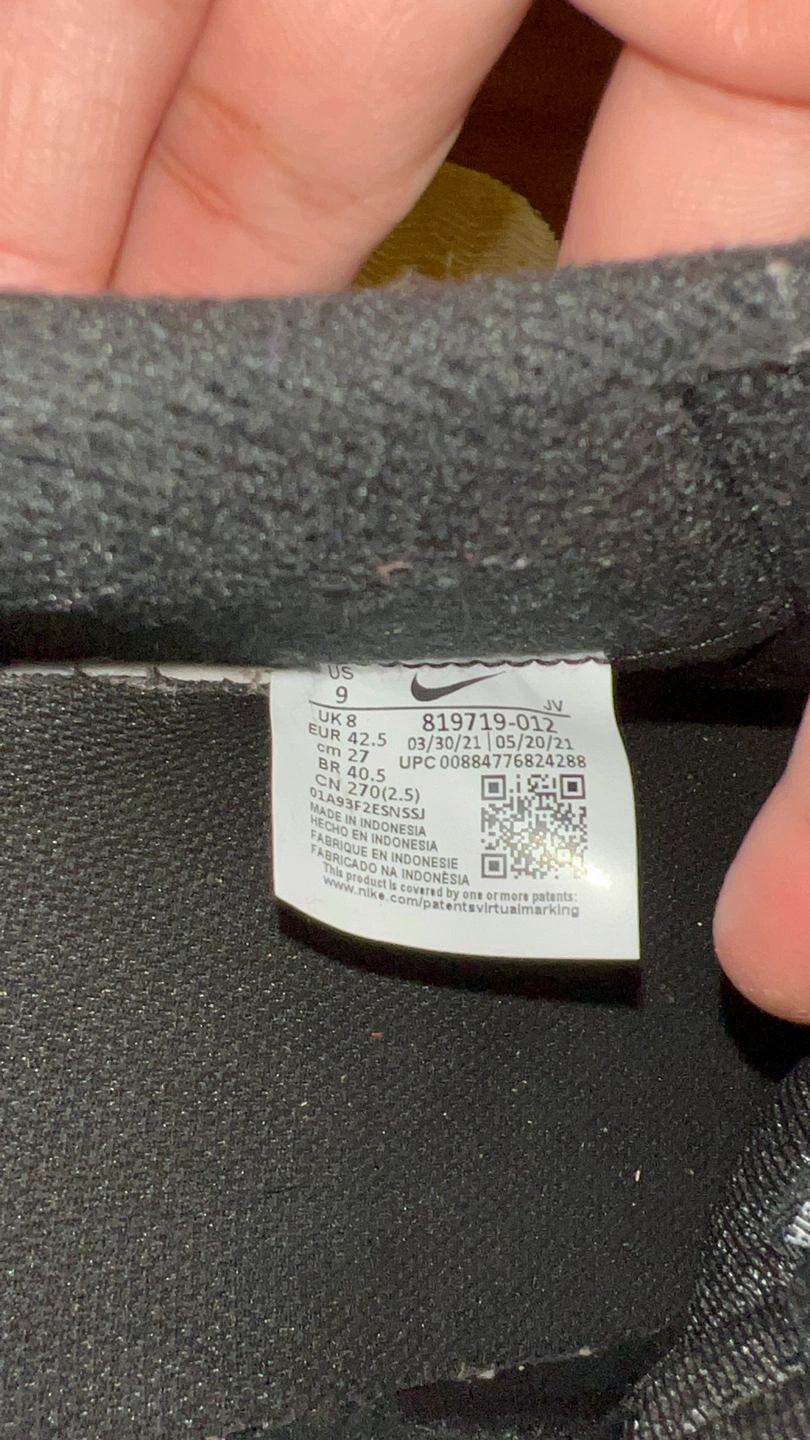 US
9
JV
UK 8
EUR 42.5
cm 27
BR 40.5
CN 270(2.5)
819719-012
03/30/21 | 05/20/21
UPC 00884776824288
01A93F2ESNSSJ
MADE IN INDONESIA
HECHO EN INDONESIA
FABRIQUE EN INDONESIE
FABRICADO NA INDONÉSIA
This product is covered by one or more patents:
www.nike.com/patentsvirtualmarking